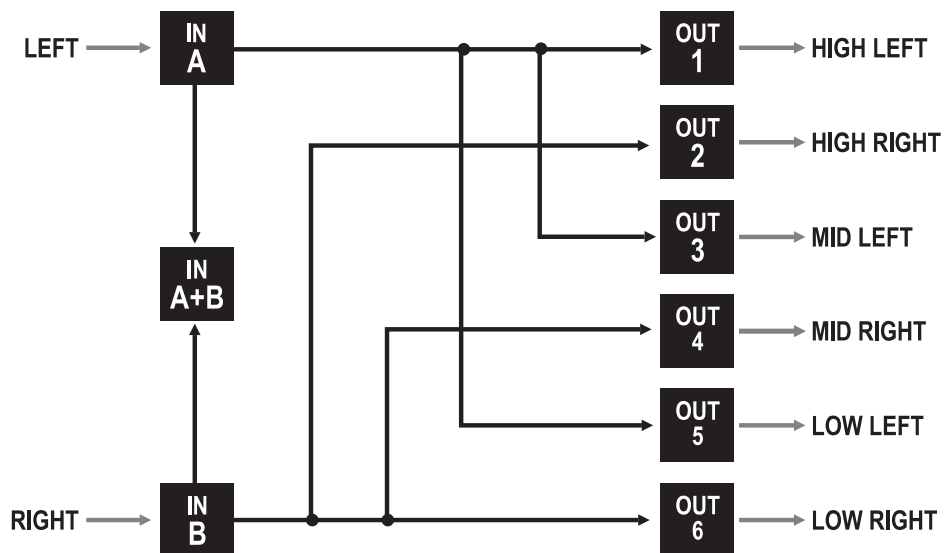 LEFT
IN
A
OUT
1
HIGH LEFT
OUT
2
HIGH RIGHT
OUT
3
MID LEFT
IN
A+B
OUT
4
MID RIGHT
OUT
5
LOW LEFT
RIGHT
IN
B
OUT
6
LOW RIGHT